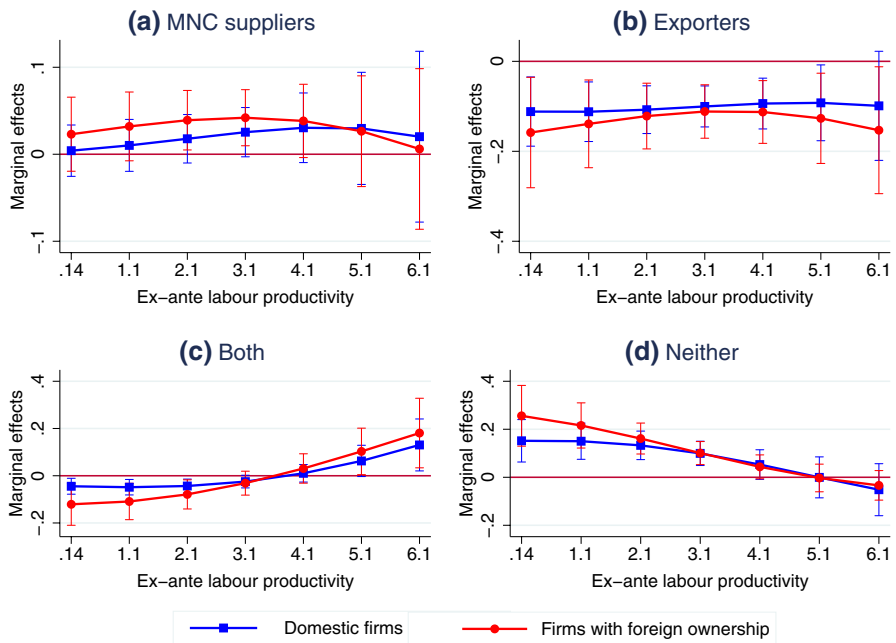 (a) MNC suppliers
Marginal effects
.1
0
-.1
.14 1.1 2.1 3.1 4.1 5.1 6.1
Ex-ante labour productivity
(b) Exporters
Marginal effects
0
-.2
-.4
.14 1.1 2.1 3.1 4.1 5.1 6.1
Ex-ante labour productivity
(c) Both
Marginal effects
.4
.2
0
-.2
.14 1.1 2.1 3.1 4.1 5.1 6.1
Ex-ante labour productivity
(d) Neither
Marginal effects
.4
.2
0
-.2
.14 1.1 2.1 3.1 4.1 5.1 6.1
Ex-ante labour productivity
Domestic firms
Firms with foreign ownership